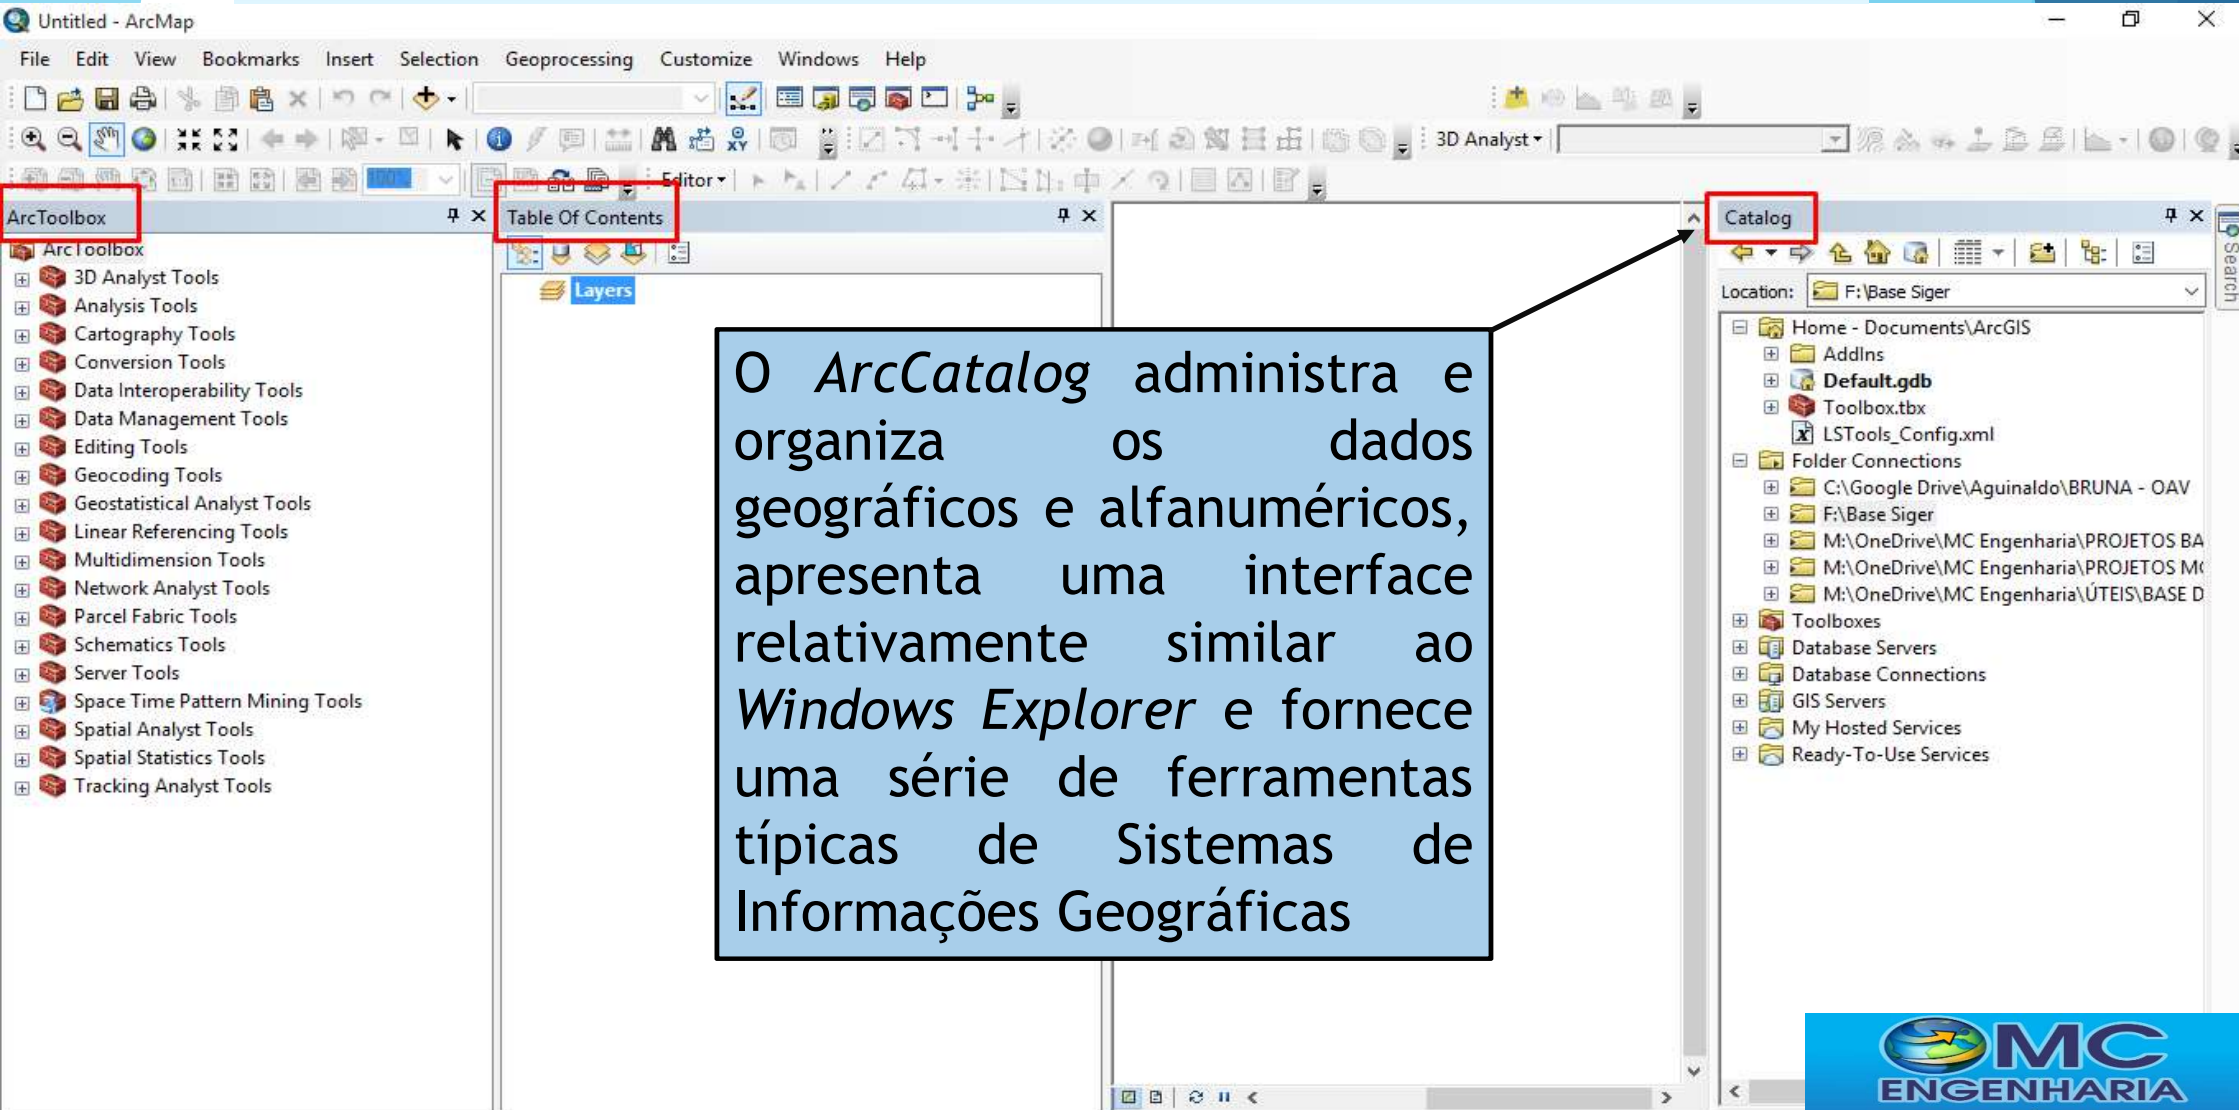 Untitled - ArcMap
File Edit View Bookmarks Insert Selection Geoprocessing Customize Windows Help
3D Analyst
100%
Editor
ArcToolbox
ArcToolbox
3D Analyst Tools
Analysis Tools
Cartography Tools
Conversion Tools
Data Interoperability Tools
Data Management Tools
Editing Tools
Geocoding Tools
Geostatistical Analyst Tools
Linear Referencing Tools
Multidimension Tools
Network Analyst Tools
Parcel Fabric Tools
Schematics Tools
Server Tools
Space Time Pattern Mining Tools
Spatial Analyst Tools
Spatial Statistics Tools
Tracking Analyst Tools
Table Of Contents
Layers
O ArcCatalog administra e
organiza os dados
geográficos e alfanuméricos,
apresenta uma interface
relativamente similar ao
Windows Explorer e fornece
uma série de ferramentas
típicas de Sistemas de
Informações Geográficas
Catalog
Location: F:\Base Siger
Home - Documents\ArcGIS
AddIns
Default.gdb
Toolbox.tbx
LSTools_Config.xml
Folder Connections
C:\Google Drive\Aguinaldo\BRUNA - OAV
F:\Base Siger
M:\OneDrive\MC Engenharia\PROJETOS BA
M:\OneDrive\MC Engenharia\PROJETOS MC
M:\OneDrive\MC Engenharia\ÚTEIS\BASE D
Toolboxes
Database Servers
Database Connections
GIS Servers
My Hosted Services
Ready-To-Use Services
Search
MC
ENGENHARIA